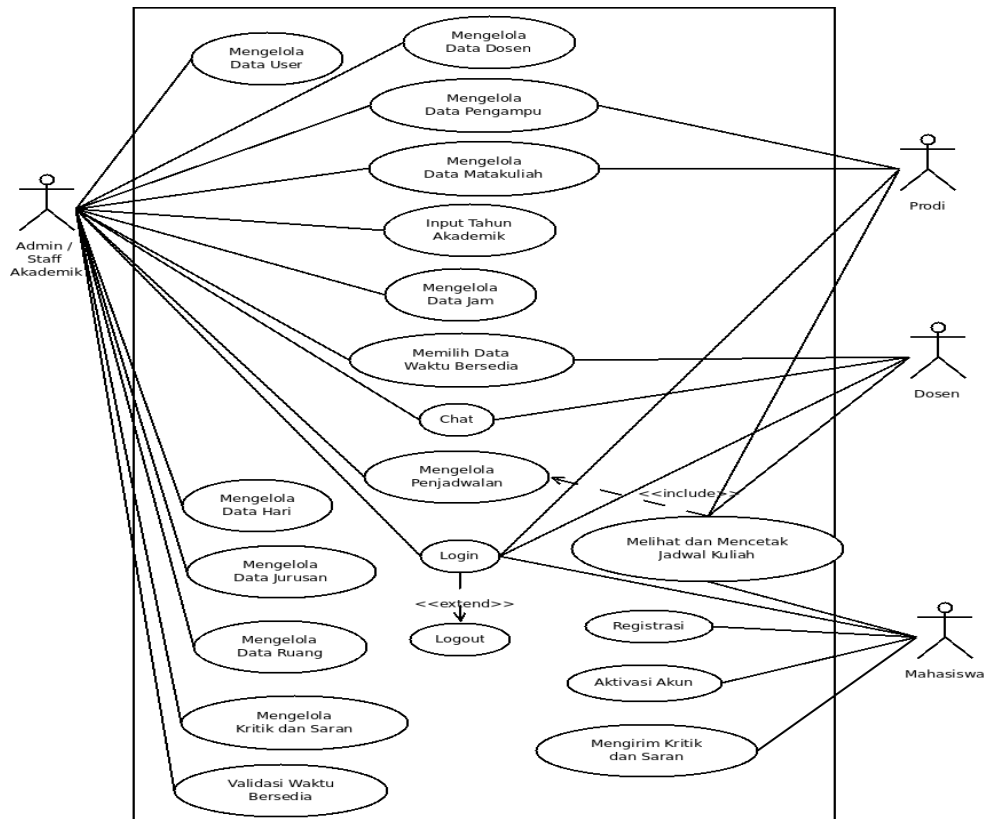 Mengelola
Data User
Mengelola
Data Dosen
Mengelola
Data Pengampu
Mengelola
Data Matakuliah
Prodi
Admin /
Staff
Akademik
Input Tahun
Akademik
Mengelola
Data Jam
Memilih Data
Waktu Bersedia
Dosen
Chat
Mengelola
Penjadwalan
<<include>>
Mengelola
Data Hari
Login
Melihat dan Mencetak
Jadwal Kuliah
Mengelola
Data Jurusan
<<extend>>
Logout
Registrasi
Mengelola
Data Ruang
Mahasiswa
Aktivasi Akun
Mengelola
Kritik dan Saran
Mengirim Kritik
dan Saran
Validasi Waktu
Bersedia